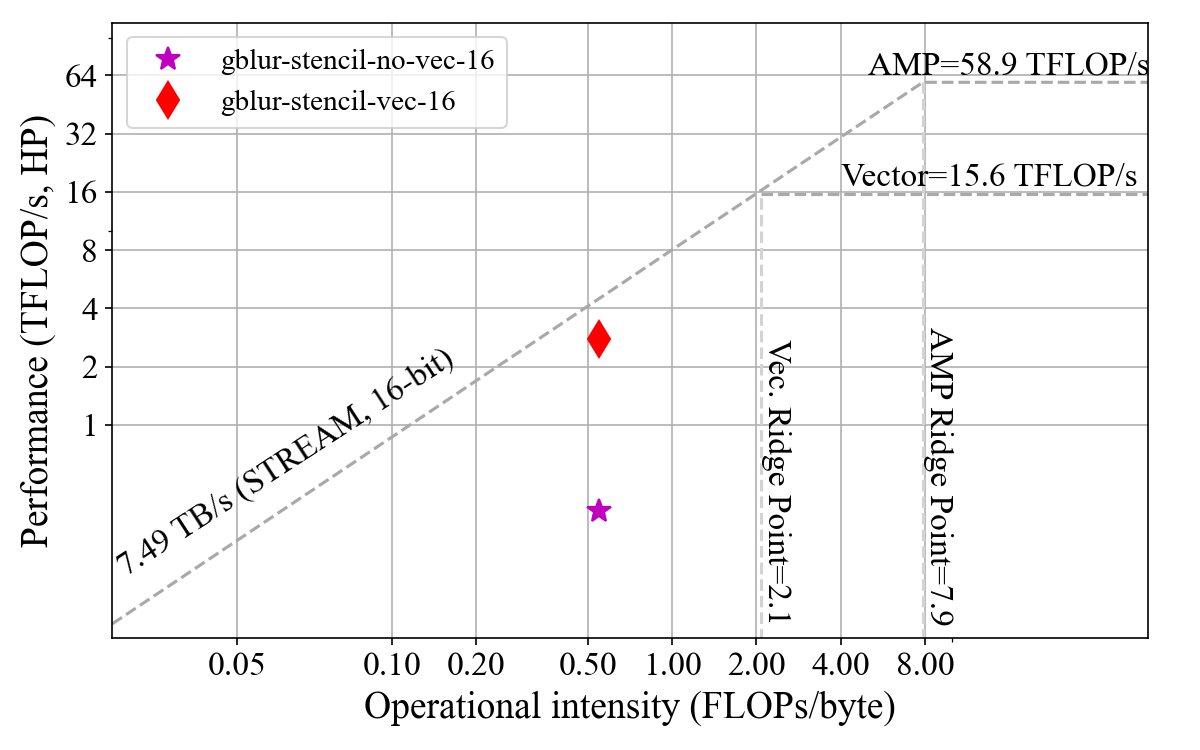 gblur-stencil-no-vec-16
gblur-stencil-vec-16
AMP=58.9 TFLOP/s
Vector=15.6 TFLOP/s
7.49 TB/s (STREAM, 16-bit)
Vec. Ridge Point=2.1
AMP Ridge Point=7.9
Performance (TFLOP/s, HP)
64
32
16
8
4
2
1
0.05 0.10 0.20 0.50 1.00 2.00 4.00 8.00
Operational intensity (FLOPs/byte)